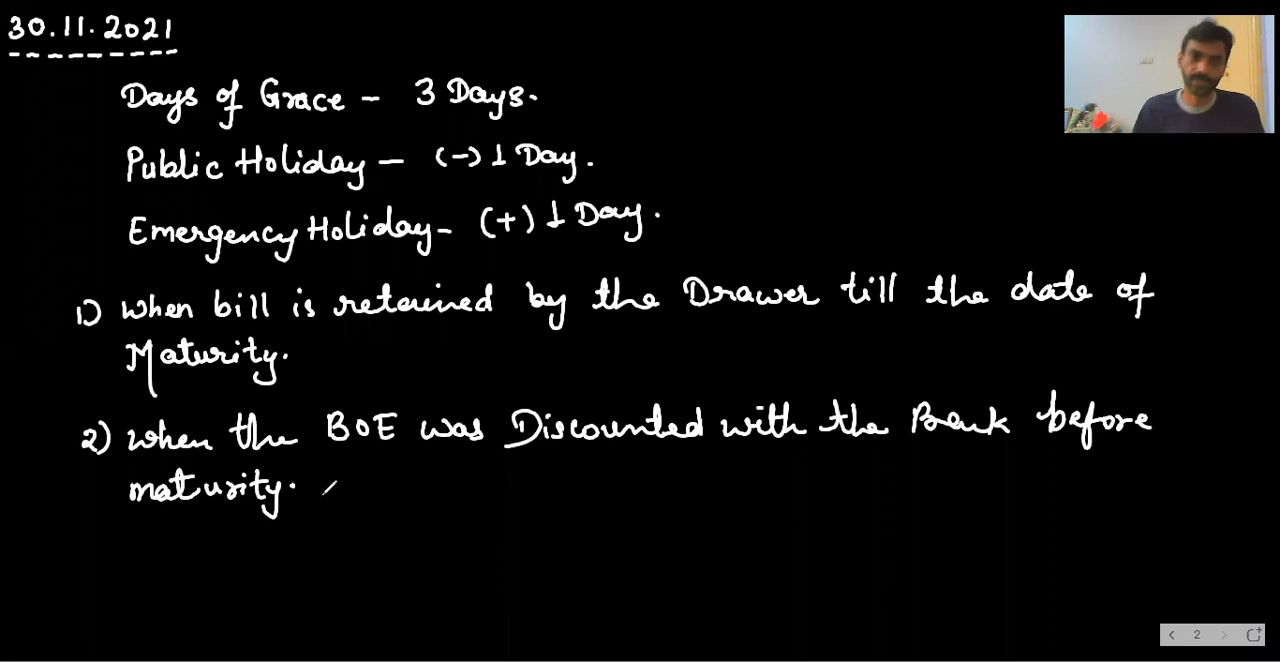 30.11.2021
Days of Grace - 3 Days.
Public Holiday - (-) 1 Day.
Emergency Holiday - (+) 1 Day.
1) When bill is retained by the Drawer till the date of
Maturity.
2) When the BOE was Discounted with the Bank before
maturity.
2